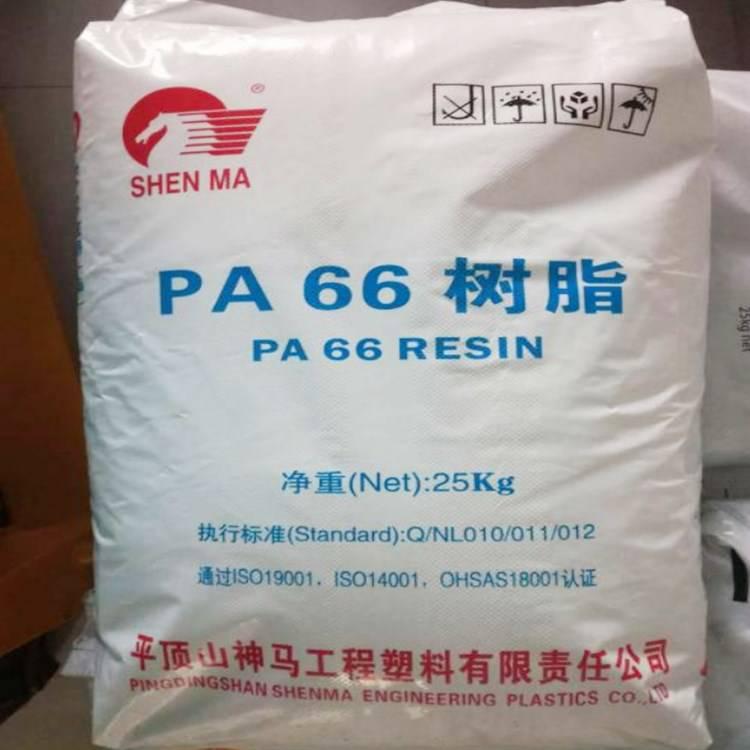 ®
SHEN MA
PA 66 树脂
PA 66 RESIN
净重(Net):25Kg
执行标准(Standard):Q/NL010/011/012
通过ISO19001,ISO14001,OHSAS18001认证
平顶山神马工程塑料有限责任公司
PINGDINGSHAN SHENMA ENGINEERING PLASTICS CO.,LTD
25kg net